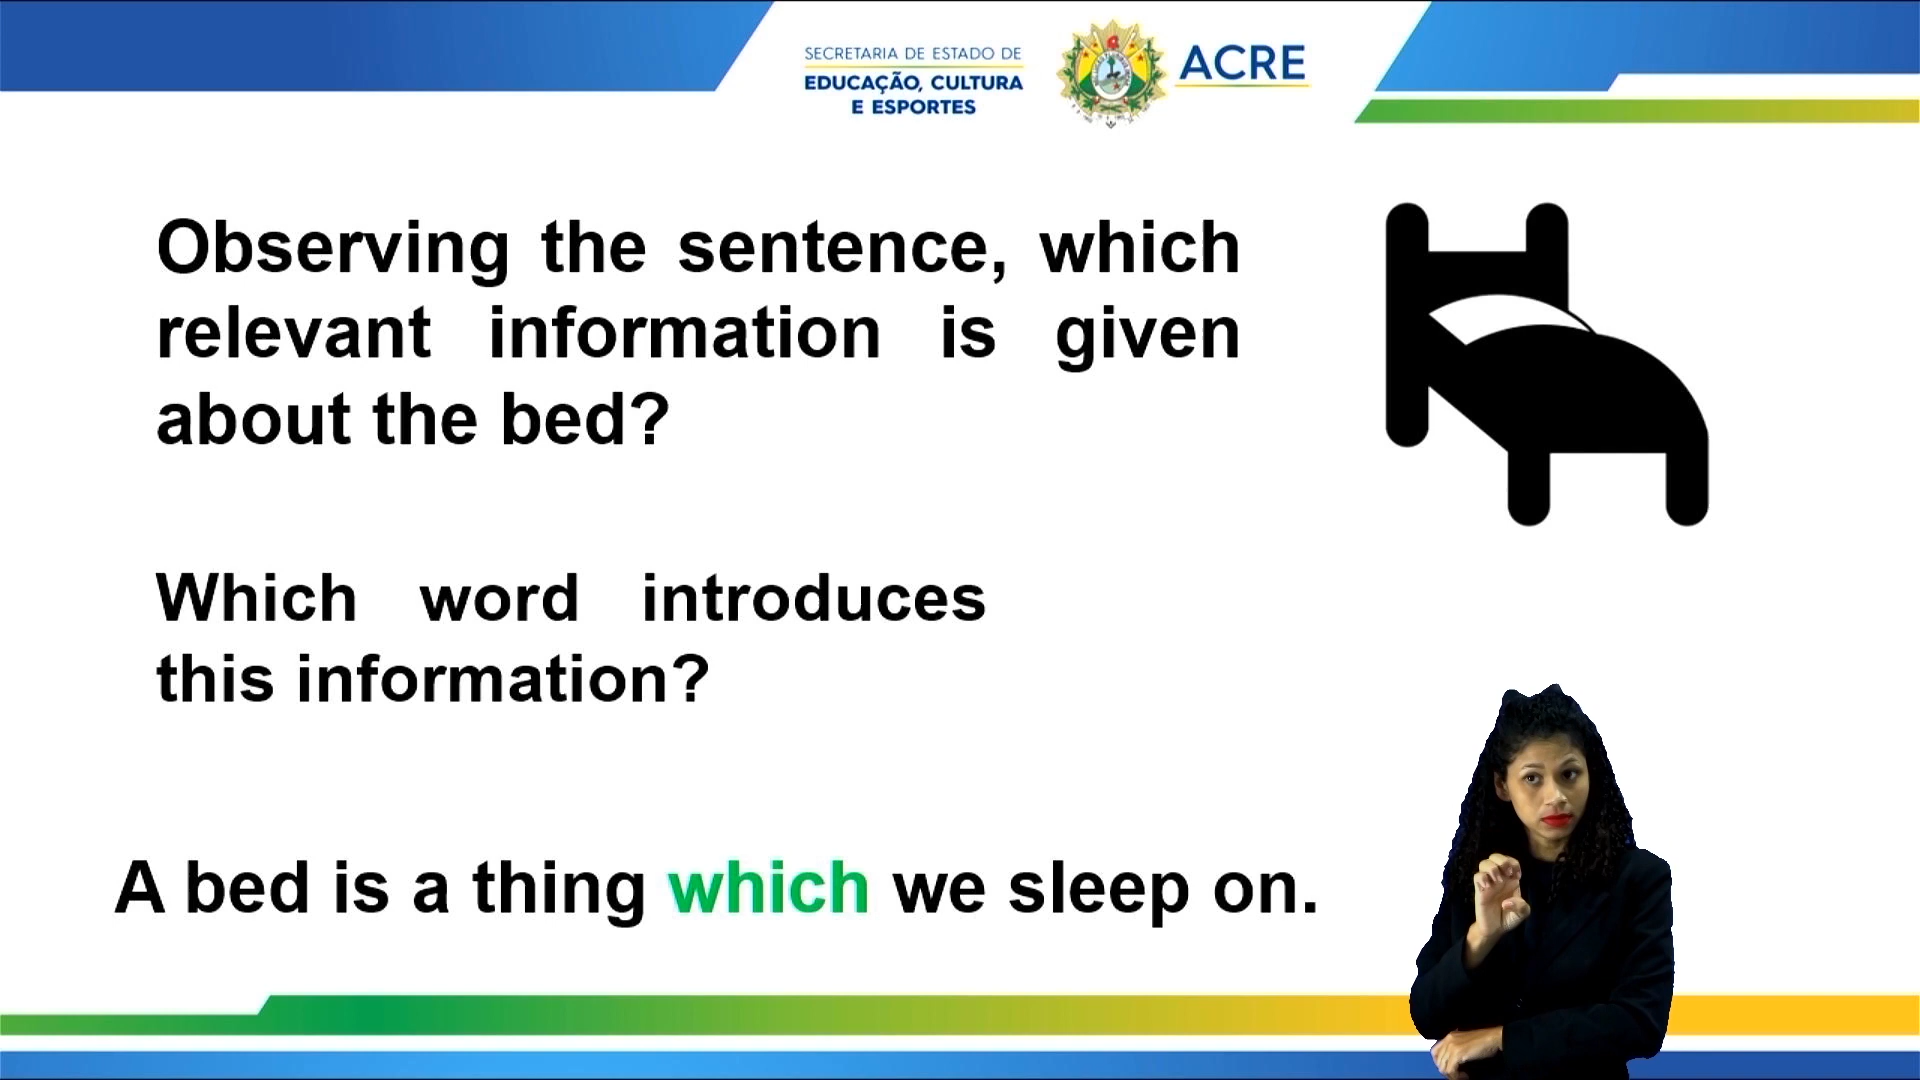 SECRETARIA DE ESTADO DE
EDUCAÇÃO, CULTURA
E ESPORTES
ACRE
Observing the sentence, which
relevant information is given
about the bed?
Which word introduces
this information?
A bed is a thing which we sleep on.